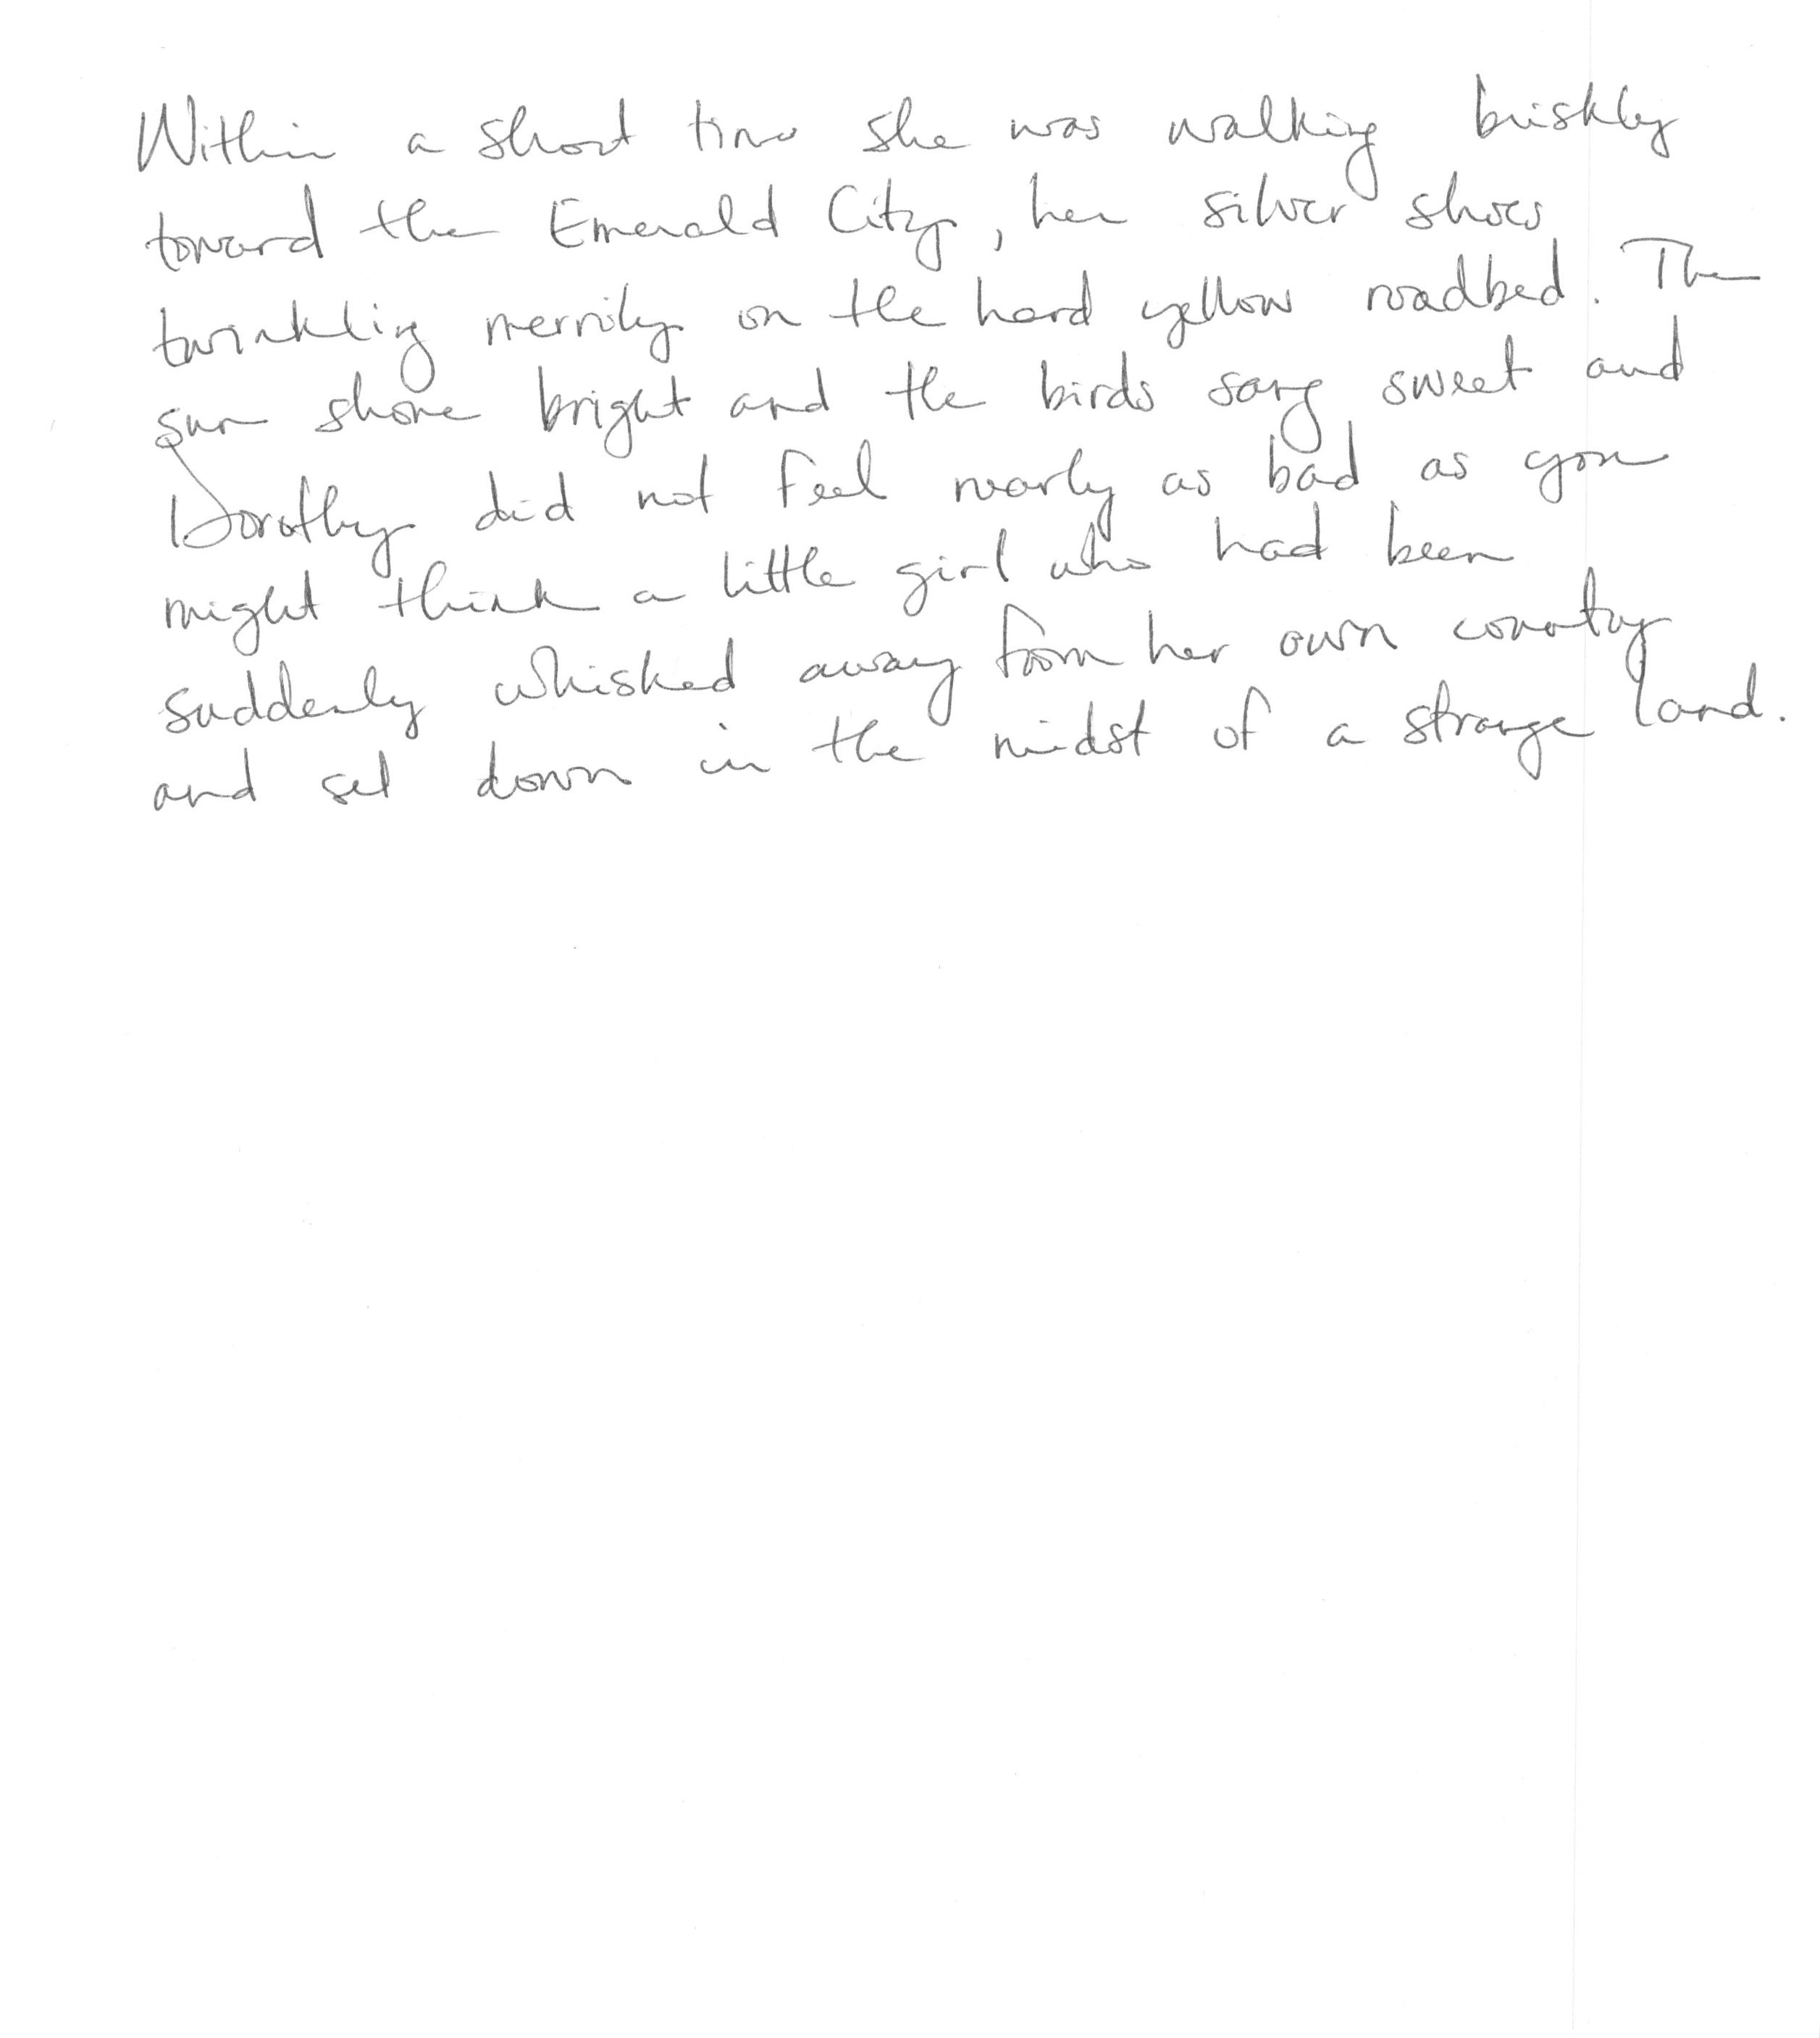 Within a short time she was walking briskly
toward the Emerald City, her silver shoes
twinkling merrily on the hard yellow roadbed. The
sun shone bright and the birds sang sweet and
Dorothy did not feel nearly as bad as you
might think a little girl who had been
suddenly whisked away from her own country
and set down in the midst of a strange land.